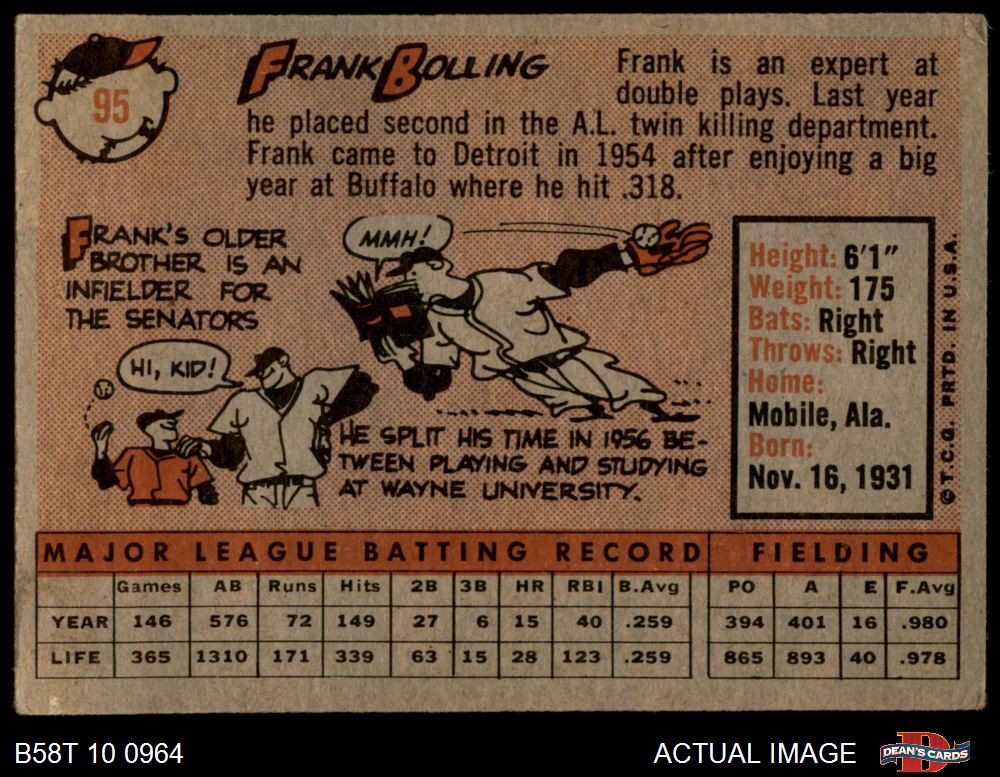 95
FRANK BOLLING
Frank is an expert at
double plays. Last year
he placed second in the A.L. twin killing department.
Frank came to Detroit in 1954 after enjoying a big
year at Buffalo where he hit .318.
FRANK'S OLDER
BROTHER IS AN
INFIELDER FOR
THE SENATORS
HI, KID!
MMH!
HE SPLIT HIS TIME IN 1956 BE-
TWEEN PLAYING AND STUDYING
AT WAYNE UNIVERSITY.
Height: 6'1"
Weight: 175
Bats: Right
Throws: Right
Home:
Mobile, Ala.
Born:
Nov. 16, 1931
© T.C.G. PRTD. IN U.S.A.
MAJOR LEAGUE BATTING RECORD FIELDING
Games AB Runs Hits 2B 3B HR RBI B.Avg PO A E F.Avg
YEAR 146 576 72 149 27 6 15 40 .259 394 401 16 .980
LIFE 365 1310 171 339 63 15 28 123 .259 865 893 40 .978
B58T 10 0964
ACTUAL IMAGE
D
DEAN'S CARDS